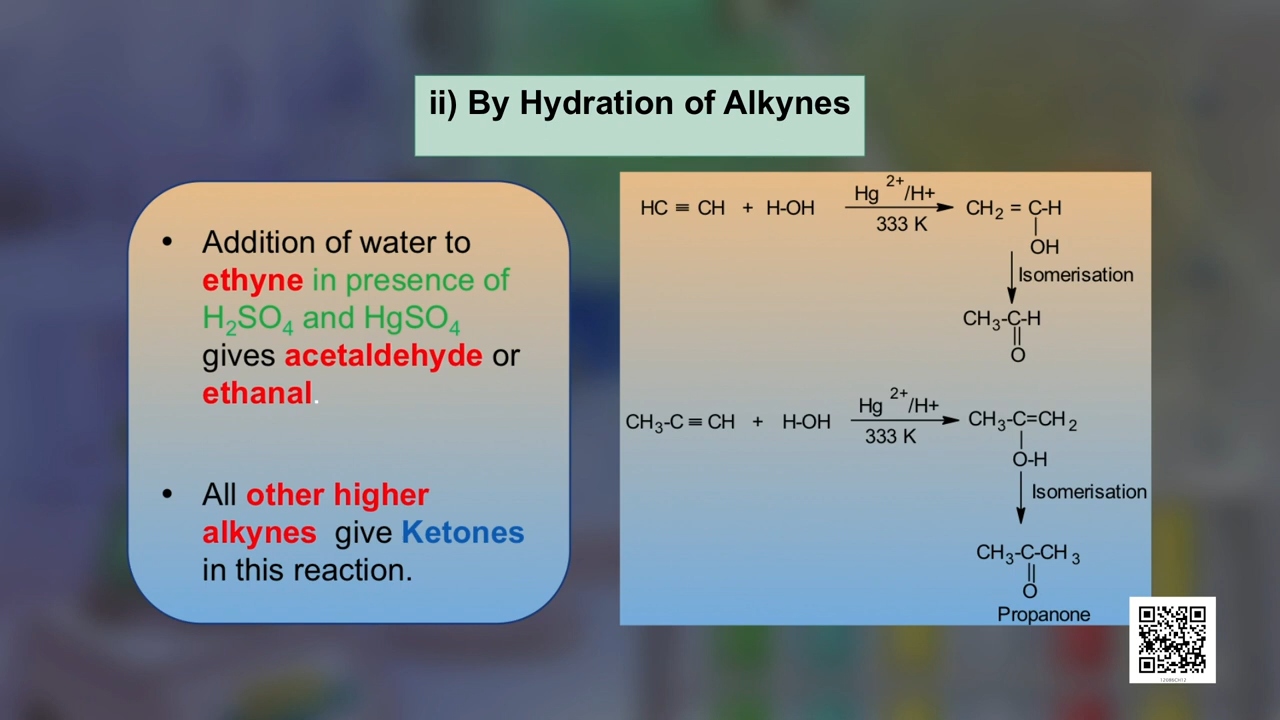 ii) By Hydration of Alkynes
• Addition of water to
ethyne in presence of
H₂SO₄ and HgSO₄
gives acetaldehyde or
ethanal.
• All other higher
alkynes give Ketones
in this reaction.
HC ≡ CH + H-OH Hg²⁺/H+ CH₂ = C-H
333 K
OH
Isomerisation
CH₃-C-H
O
CH₃-C≡CH + H-OH Hg²⁺/H+ CH₃-C=CH₂
333 K
O-H
Isomerisation
CH₃-C-CH₃
O
Propanone